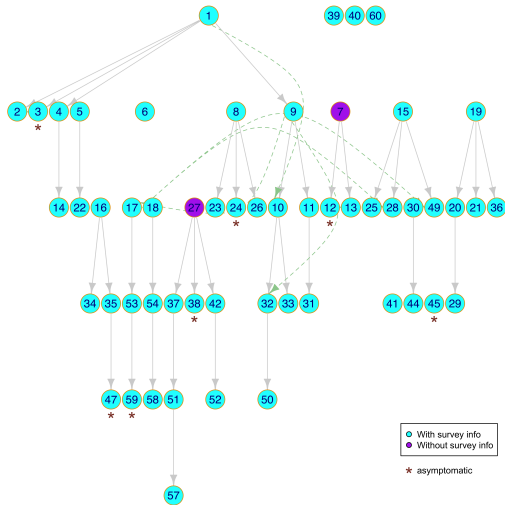 1 39 40 60
2 3 4 5 6 8 9 7 15 19
*
14 22 16 17 18 27 23 24 26 10 11 12 13 25 28 30 49 20 21 36
* *
34 35 53 54 37 38 42 32 33 31 41 44 45 29
* *
47 59 58 51 52 50
* *
With survey info
Without survey info
* asymptomatic
57